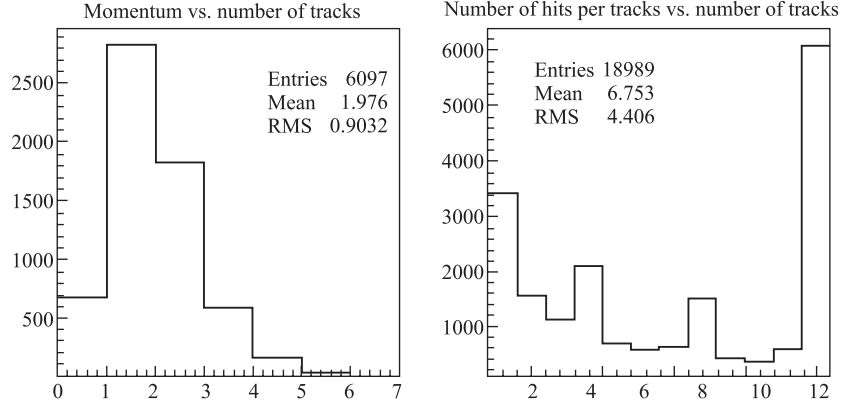 Momentum vs. number of tracks
Entries 6097
Mean 1.976
RMS 0.9032
2500
2000
1500
1000
500
0 1 2 3 4 5 6 7
Number of hits per tracks vs. number of tracks
Entries 18989
Mean 6.753
RMS 4.406
6000
5000
4000
3000
2000
1000
2 4 6 8 10 12